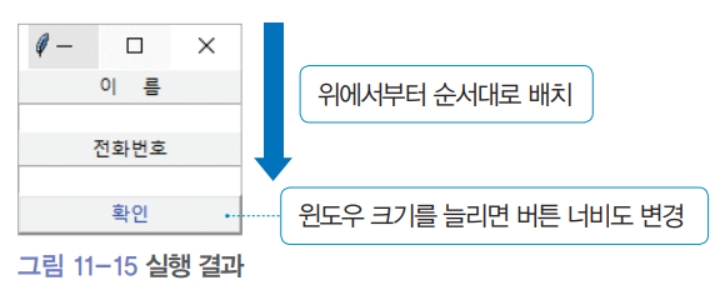 이 름
위에서부터 순서대로 배치
전화번호
확인
윈도우 크기를 늘리면 버튼 너비도 변경
그림 11-15 실행 결과